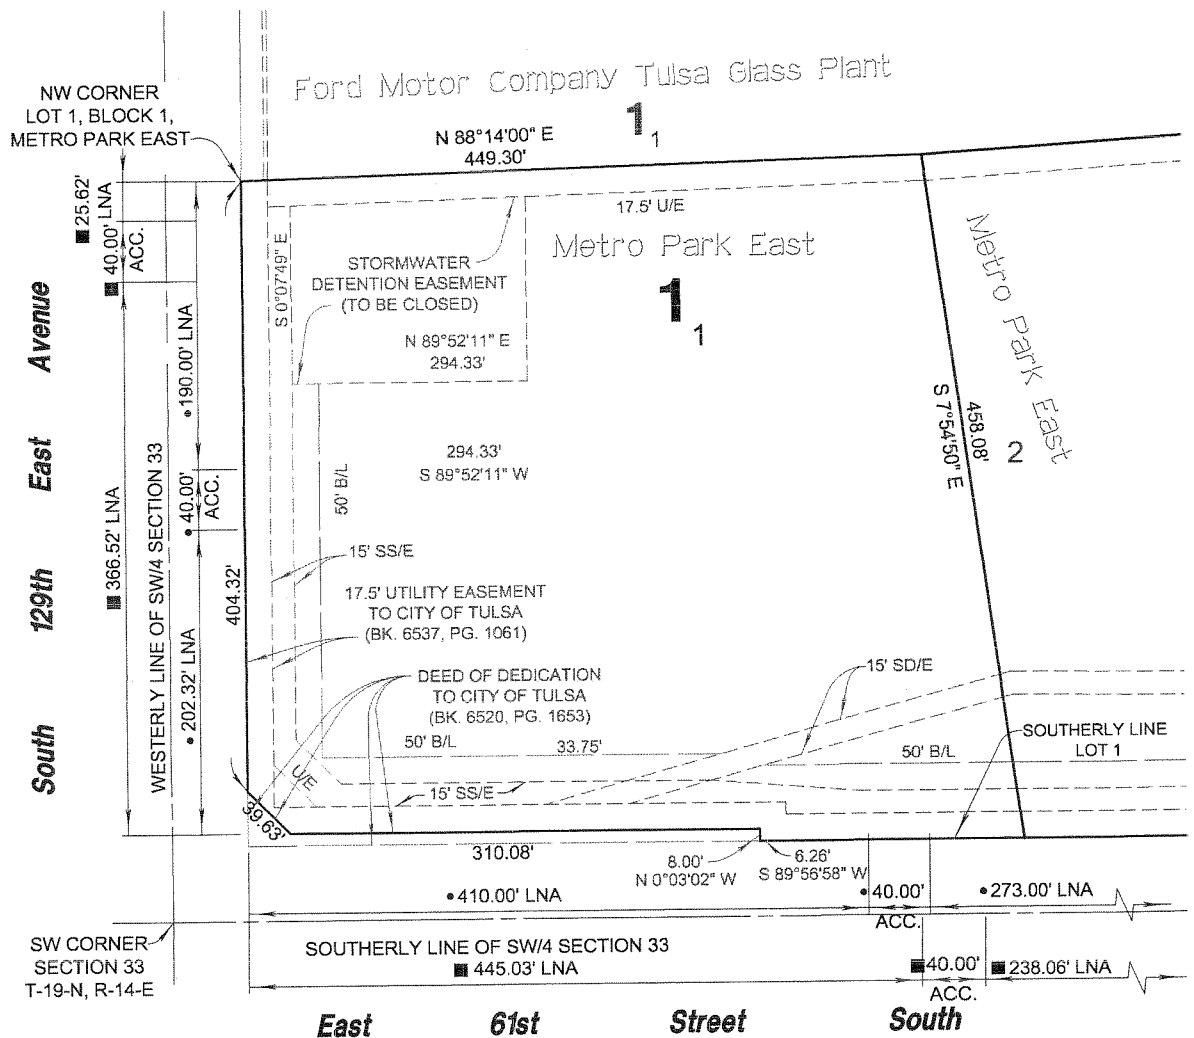 Ford Motor Company Tulsa Glass Plant
1 1
NW CORNER
LOT 1, BLOCK 1,
METRO PARK EAST
N 88°14'00" E
449.30'
■ 25.62' LNA
■ 40.00'
ACC.
17.5' U/E
Metro Park East
1 1
STORMWATER
DETENTION EASEMENT
(TO BE CLOSED)
S 0°07'49" E
N 89°52'11" E
294.33'
Metro Park East
2
458.08'
S 7°54'50" E
South 129th East Avenue
• 190.00' LNA
294.33'
S 89°52'11" W
50' B/L
■ 366.52' LNA
WESTERLY LINE OF SW/4 SECTION 33
• 40.00'
ACC.
15' SS/E
404.32'
17.5' UTILITY EASEMENT
TO CITY OF TULSA
(BK. 6537, PG. 1061)
• 202.32' LNA
DEED OF DEDICATION
TO CITY OF TULSA
(BK. 6520, PG. 1653)
15' SD/E
SOUTHERLY LINE
LOT 1
50' B/L
33.75'
50' B/L
U/E
15' SS/E
39.63'
310.08'
8.00'
N 0°03'02" W
6.26'
S 89°56'58" W
• 410.00' LNA
• 40.00'
ACC.
• 273.00' LNA
SW CORNER
SECTION 33
T-19-N, R-14-E
SOUTHERLY LINE OF SW/4 SECTION 33
■ 445.03' LNA
■ 40.00'
ACC.
■ 238.06' LNA
East 61st Street South